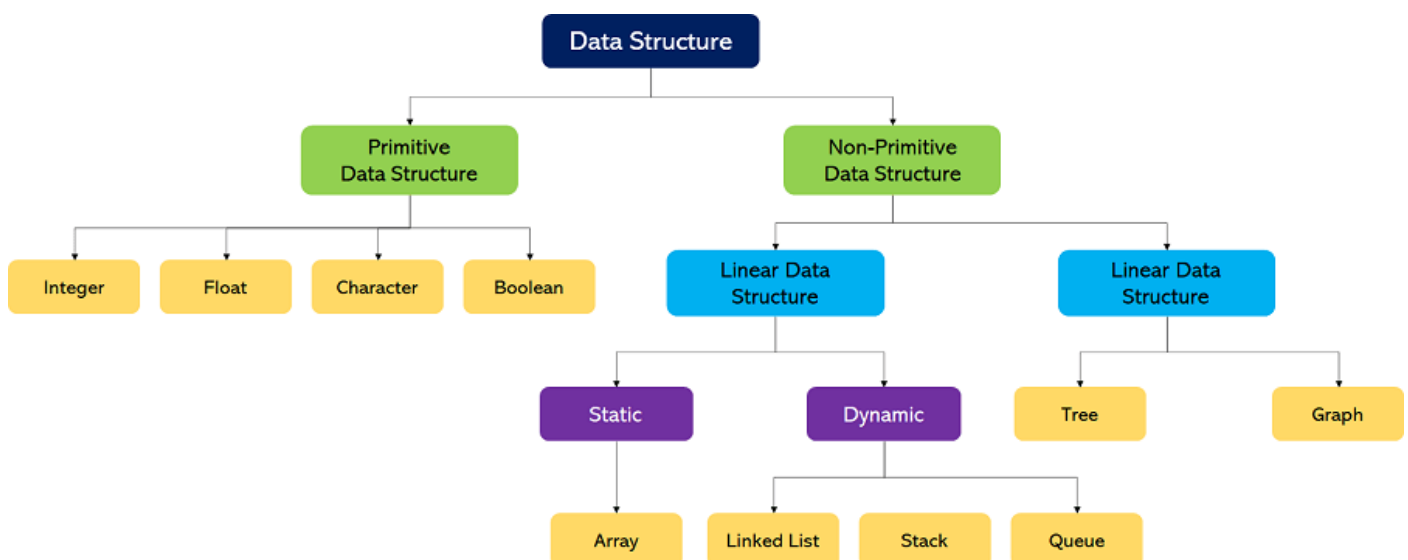 Data Structure
Primitive
Data Structure
Non-Primitive
Data Structure
Integer
Float
Character
Boolean
Linear Data
Structure
Linear Data
Structure
Static
Dynamic
Tree
Graph
Array
Linked List
Stack
Queue